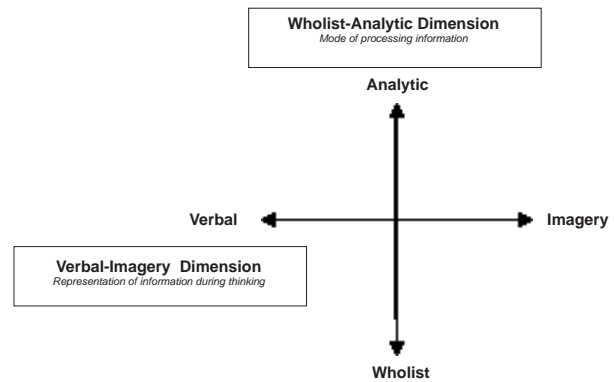 Wholist-Analytic Dimension
Mode of processing information
Analytic
Verbal
Imagery
Verbal-Imagery Dimension
Representation of information during thinking
Wholist